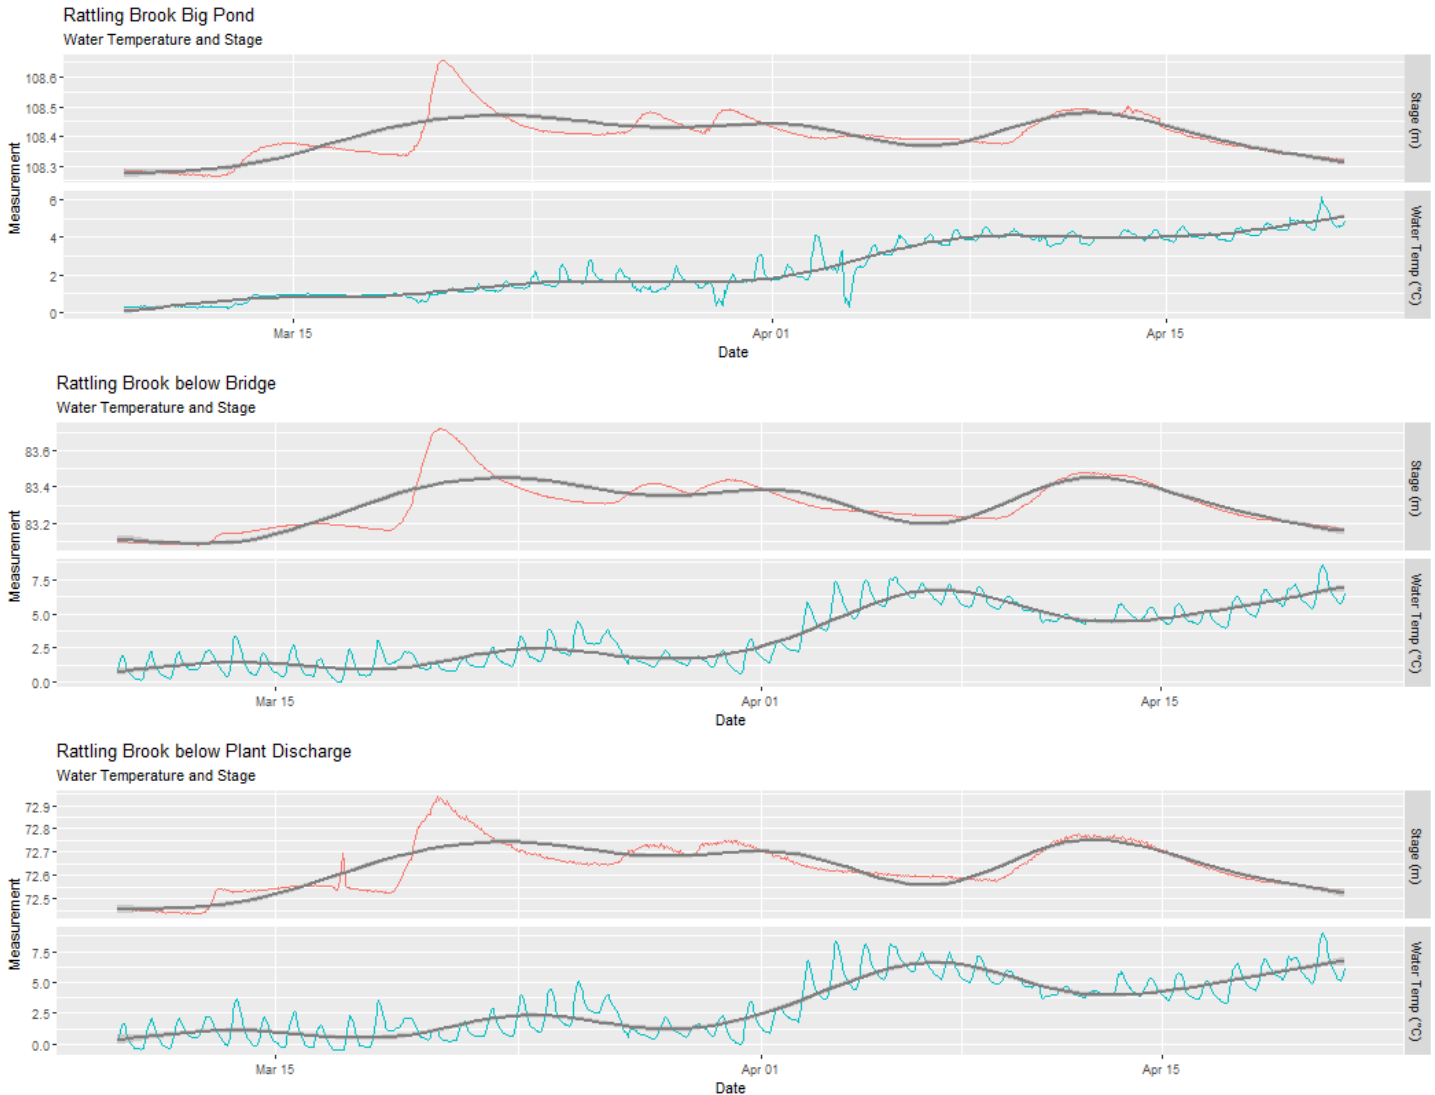 Rattling Brook Big Pond
Water Temperature and Stage
108.6
108.5
108.4
108.3
Stage (m)
6
4
2
0
Water Temp (°C)
Measurement
Mar 15 Apr 01 Apr 15
Date
Rattling Brook below Bridge
Water Temperature and Stage
83.6
83.4
83.2
Stage (m)
7.5
5.0
2.5
0.0
Water Temp (°C)
Measurement
Mar 15 Apr 01 Apr 15
Date
Rattling Brook below Plant Discharge
Water Temperature and Stage
72.9
72.8
72.7
72.6
72.5
Stage (m)
7.5
5.0
2.5
0.0
Water Temp (°C)
Measurement
Mar 15 Apr 01 Apr 15
Date